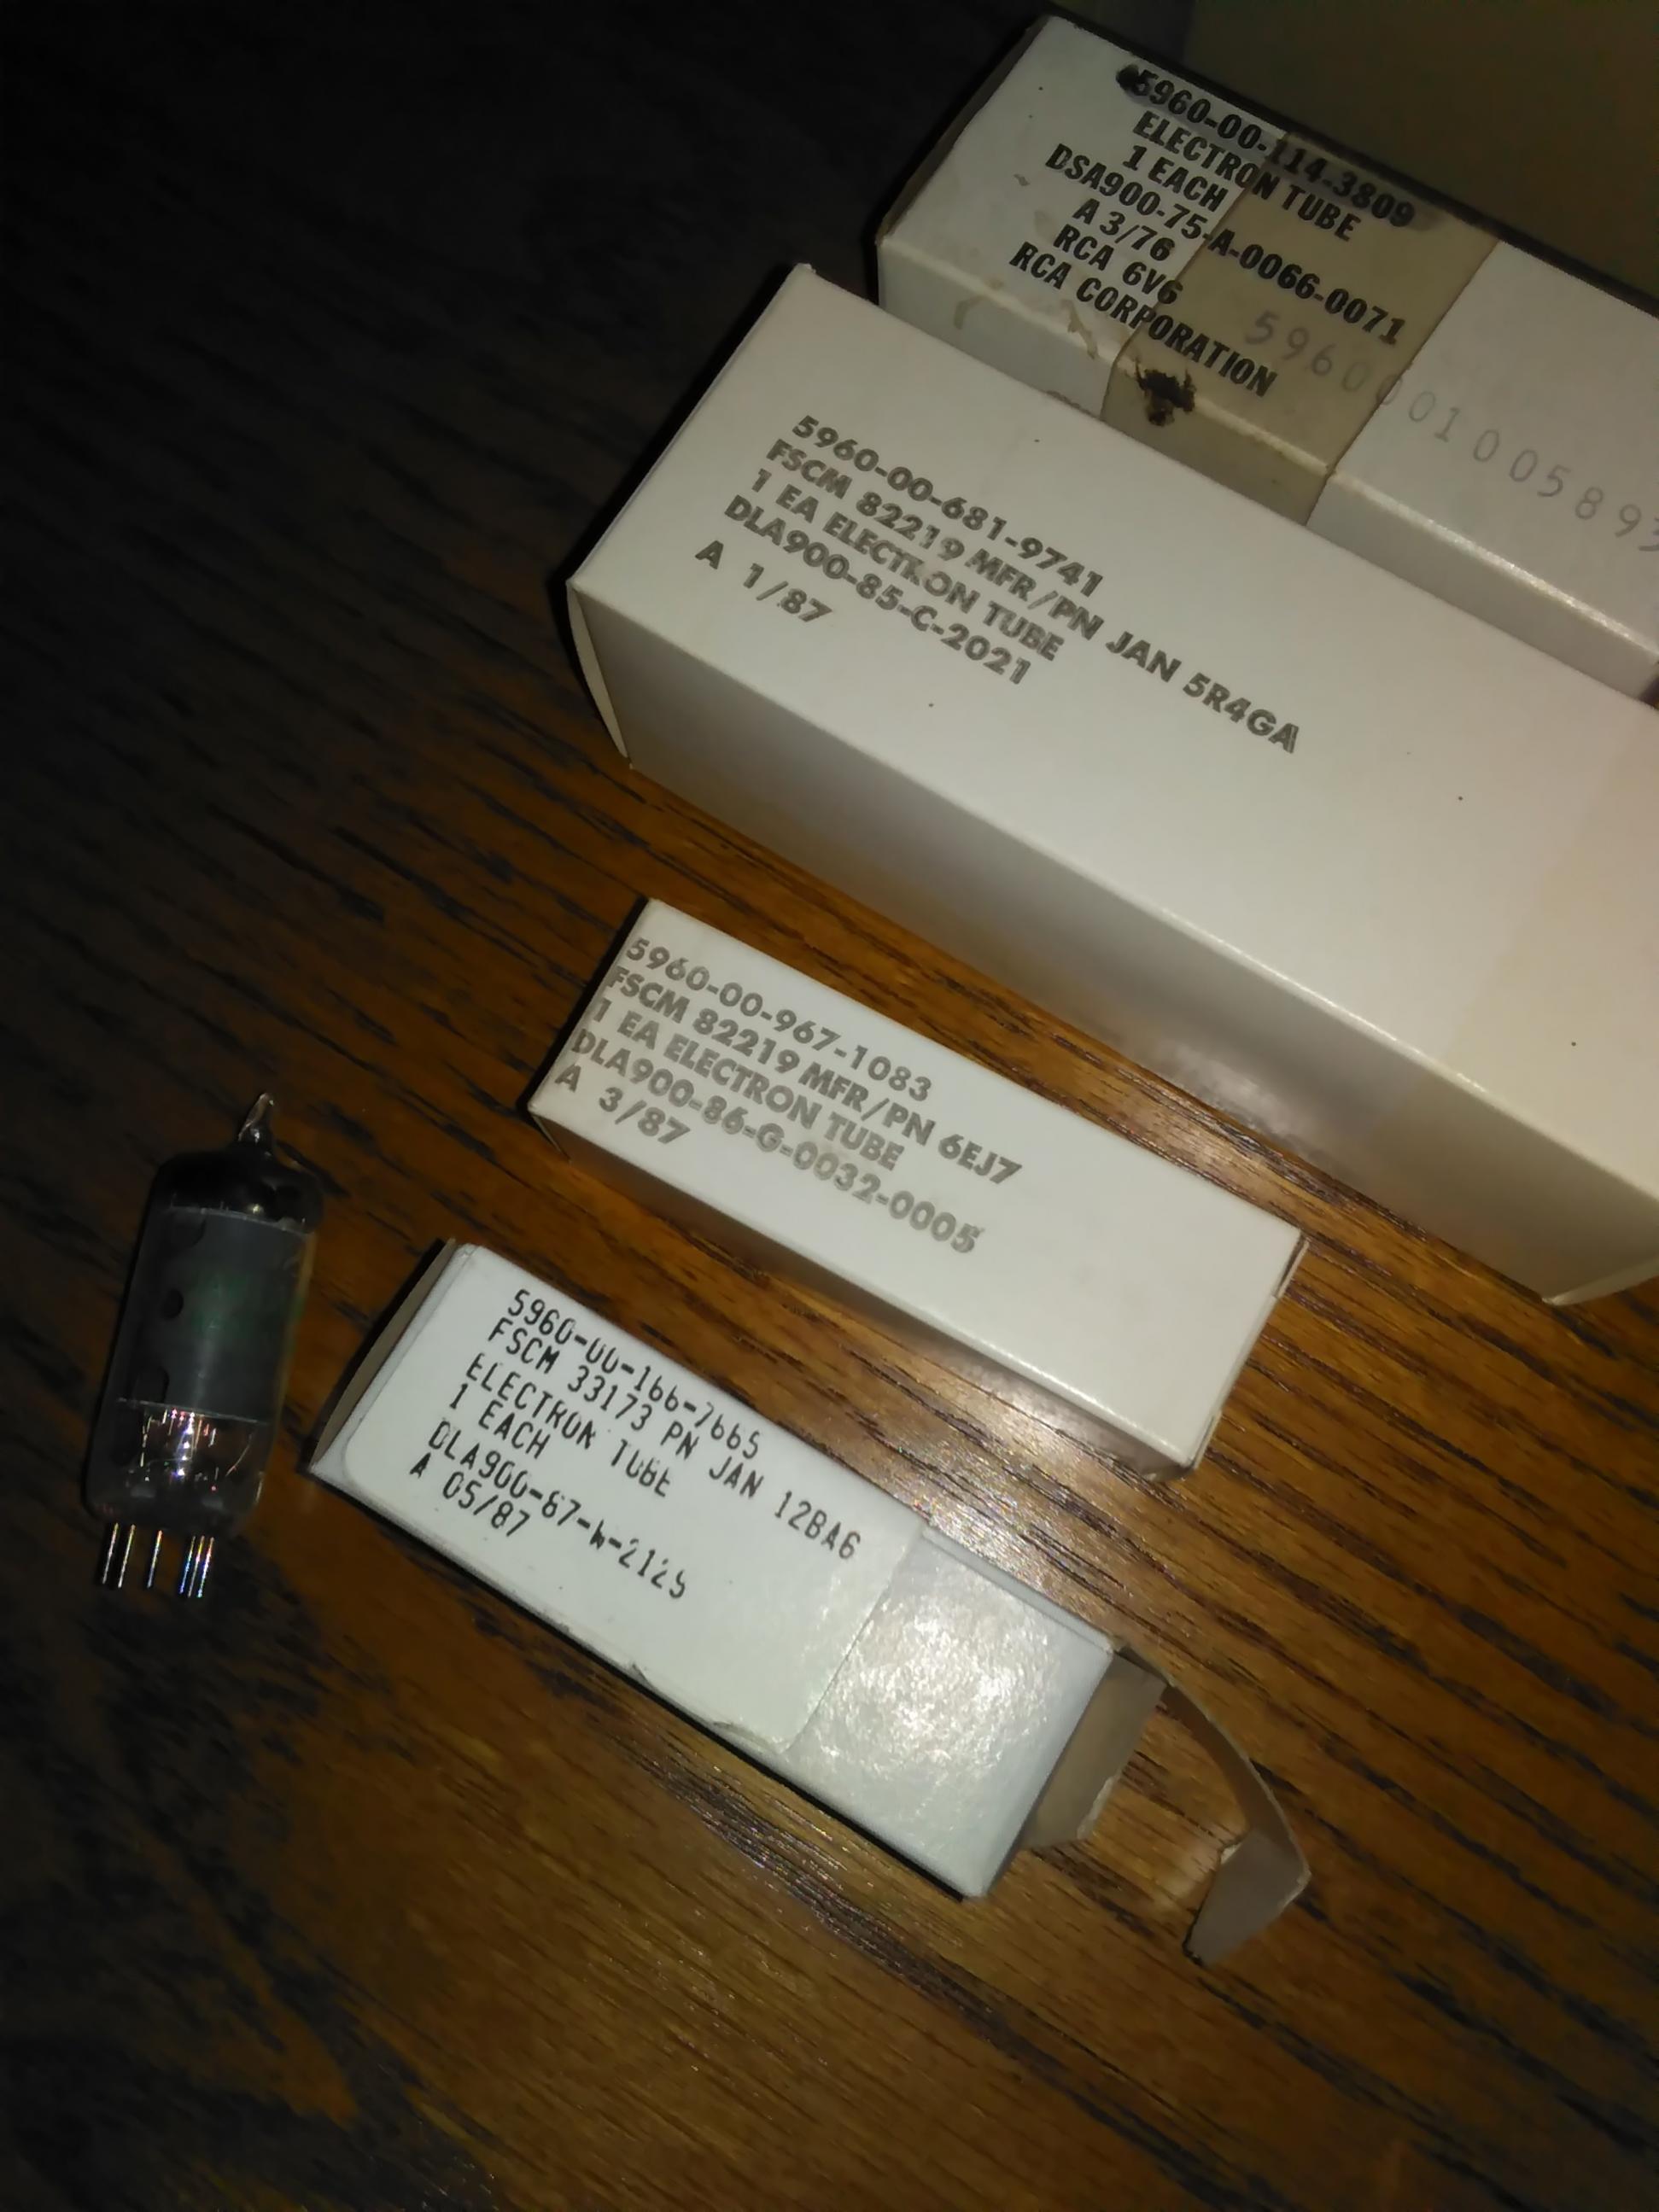 5960-00-114-3809
ELECTRON TUBE
1 EACH
DSA900-75-A-0066-0071
A 3/76
RCA 6V6
RCA CORPORATION
5960001005893
5960-00-681-9741
FSCM 82219 MFR/PN JAN 5R4GA
1 EA ELECTRON TUBE
DLA900-85-C-2021
A 1/87
5960-00-967-1083
FSCM 82219 MFR/PN 6EJ7
1 EA ELECTRON TUBE
DLA900-86-G-0032-0005
A 3/87
5960-00-166-7665
FSCM 33173 PN JAN 12BA6
ELECTRON TUBE
1 EACH
A 05/87